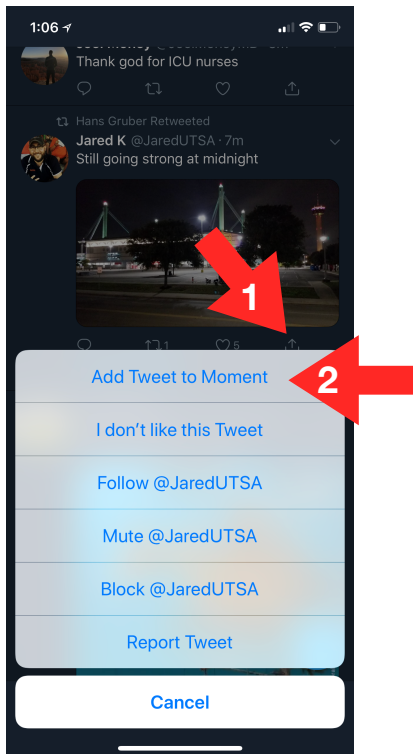 1:06
Thank god for ICU nurses
Hans Gruber Retweeted
Jared K @JaredUTSA · 7m
Still going strong at midnight
1
1 5
Add Tweet to Moment
2
I don't like this Tweet
Follow @JaredUTSA
Mute @JaredUTSA
Block @JaredUTSA
Report Tweet
Cancel